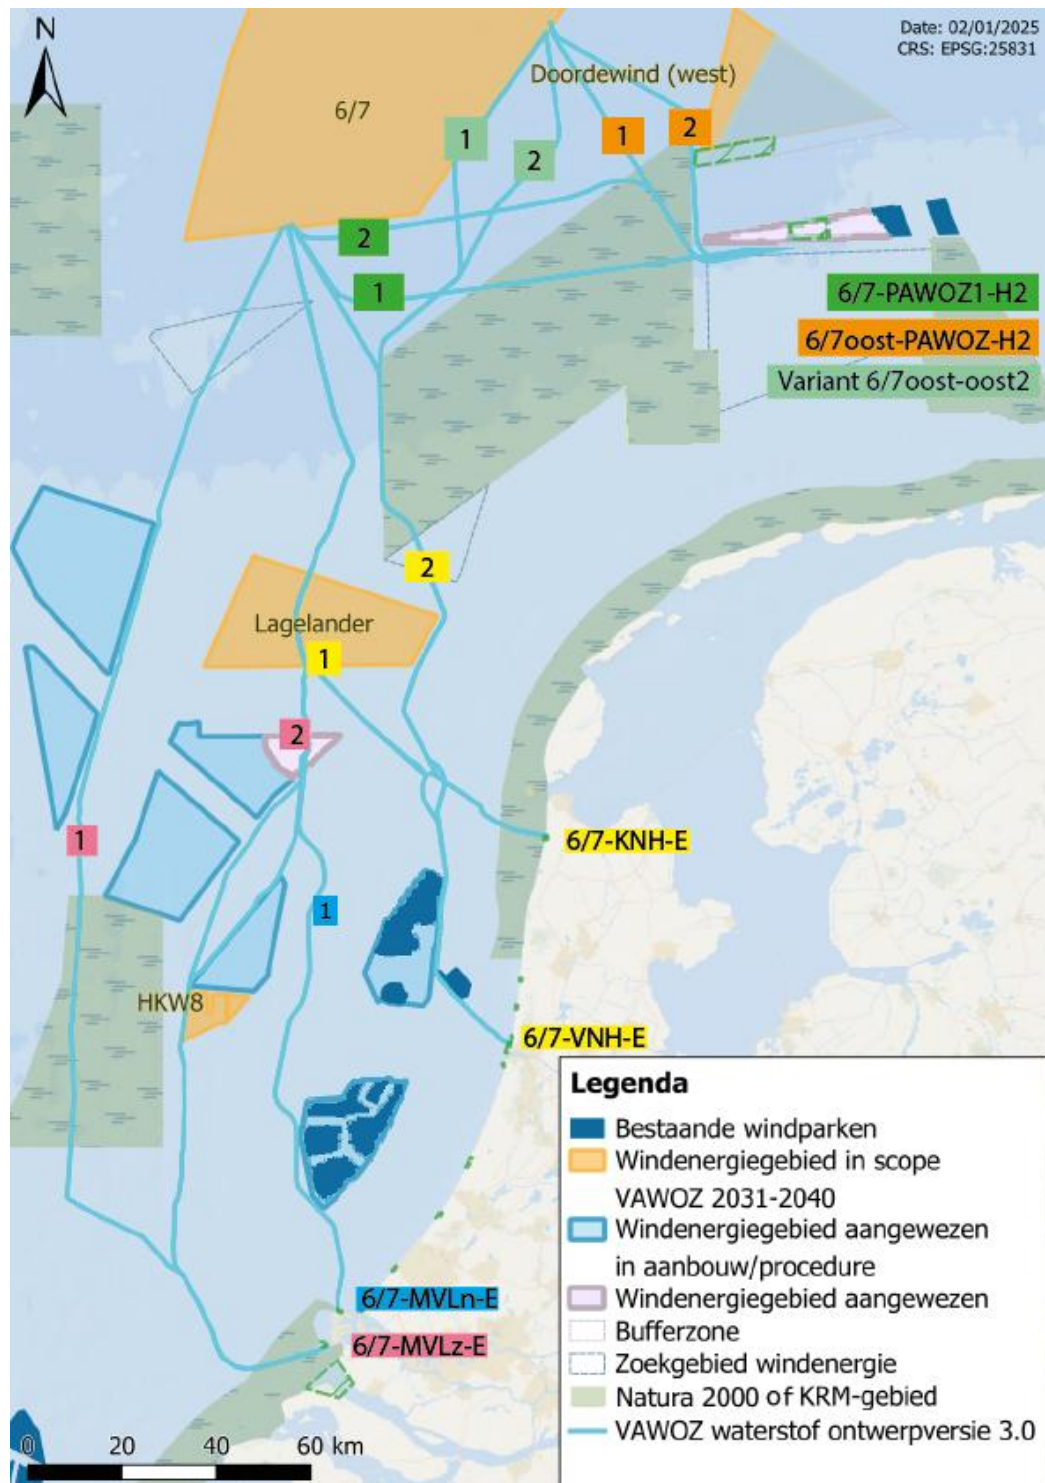 N
Date: 02/01/2025
CRS: EPSG:25831
Doordewind (west)
6/7
1
2
1
2
2
1
6/7-PAWOZ1-H2
6/7oost-PAWOZ-H2
Variant 6/7oost-oost2
2
Lagelander
1
2
1
6/7-KNH-E
1
HKW8
6/7-VNH-E
Legenda
Bestaande windparken
Windenergiegebied in scope
VAWOZ 2031-2040
Windenergiegebied aangewezen
in aanbouw/procedure
Windenergiegebied aangewezen
Bufferzone
Zoekgebied windenergie
Natura 2000 of KRM-gebied
VAWOZ waterstof ontwerpversie 3.0
6/7-MVLn-E
6/7-MVLz-E
0 20 40 60 km